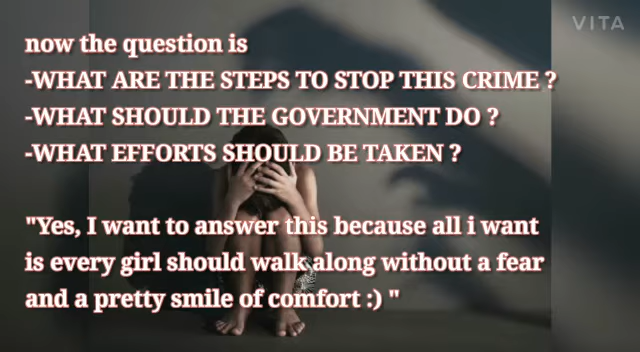 VITA
now the question is
-WHAT ARE THE STEPS TO STOP THIS CRIME ?
-WHAT SHOULD THE GOVERNMENT DO ?
-WHAT EFFORTS SHOULD BE TAKEN ?
"Yes, I want to answer this because all i want
is every girl should walk along without a fear
and a pretty smile of comfort :) "